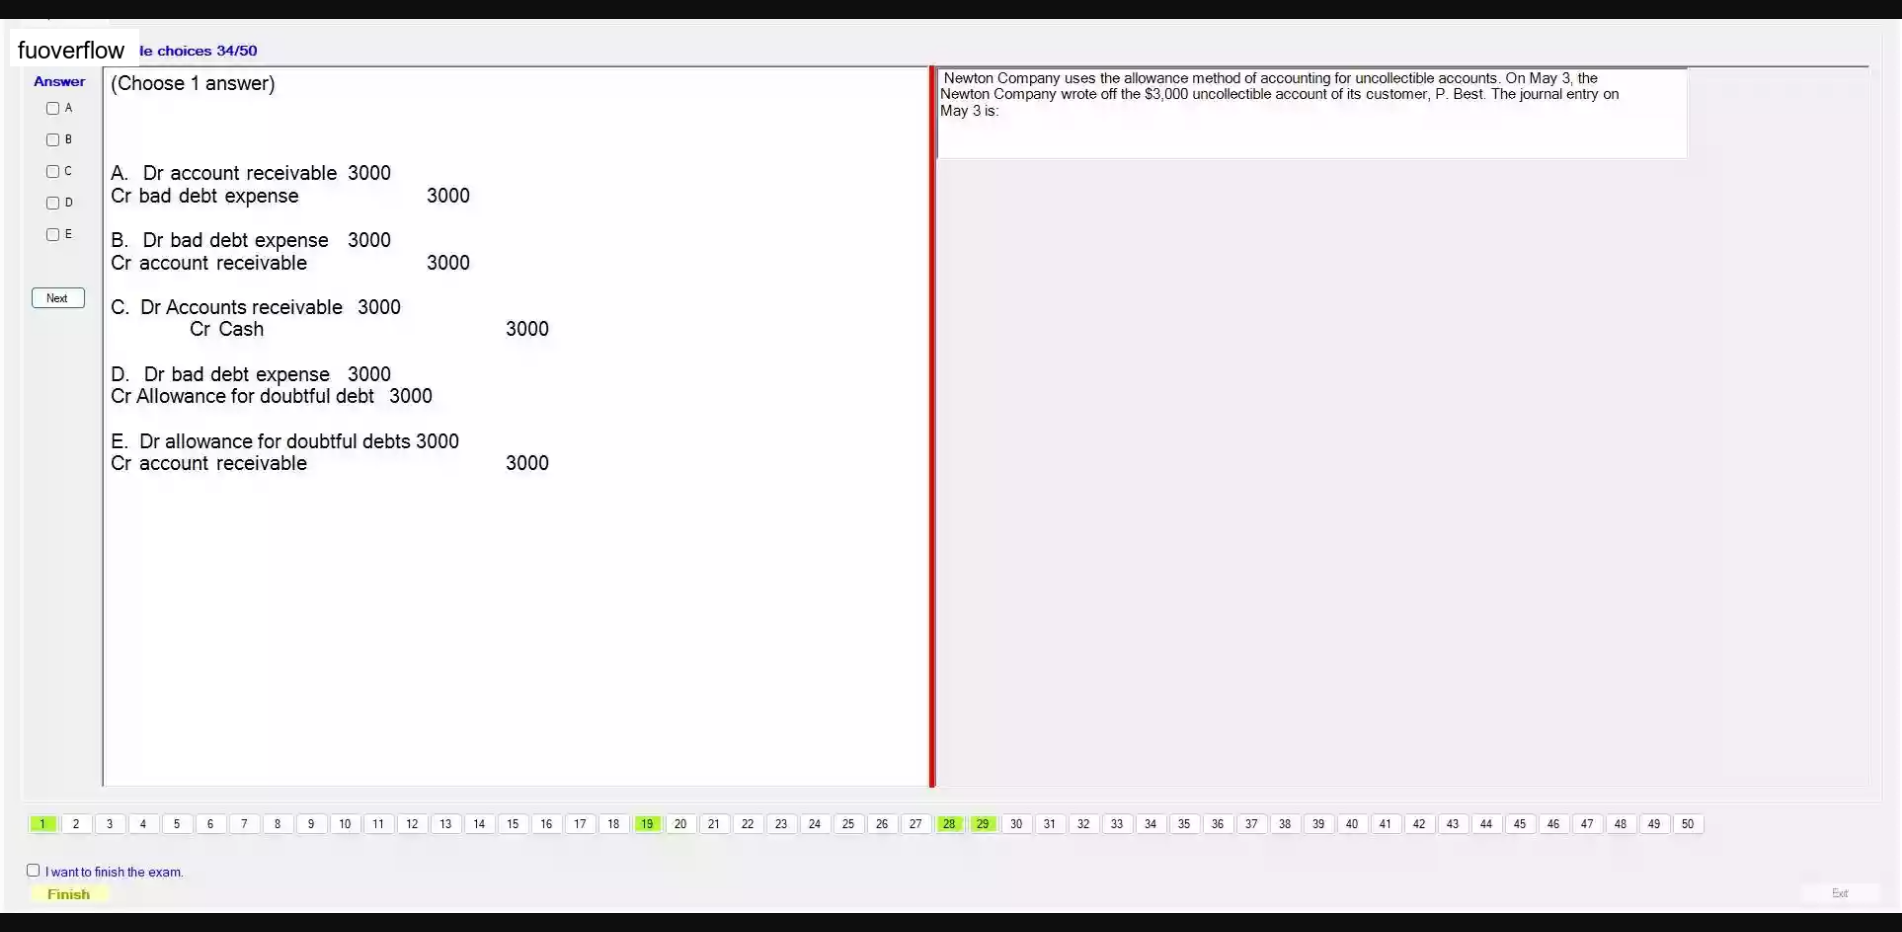 fuoverflow
le choices 34/50
Answer
A
B
C
D
E
Next
(Choose 1 answer)
A. Dr account receivable 3000
Cr bad debt expense 3000
B. Dr bad debt expense 3000
Cr account receivable 3000
C. Dr Accounts receivable 3000
Cr Cash 3000
D. Dr bad debt expense 3000
Cr Allowance for doubtful debt 3000
E. Dr allowance for doubtful debts 3000
Cr account receivable 3000
Newton Company uses the allowance method of accounting for uncollectible accounts. On May 3, the
Newton Company wrote off the $3,000 uncollectible account of its customer, P. Best. The journal entry on
May 3 is:
1 2 3 4 5 6 7 8 9 10 11 12 13 14 15 16 17 18 19 20 21 22 23 24 25 26 27 28 29 30 31 32 33 34 35 36 37 38 39 40 41 42 43 44 45 46 47 48 49 50
I want to finish the exam.
Finish
Exit